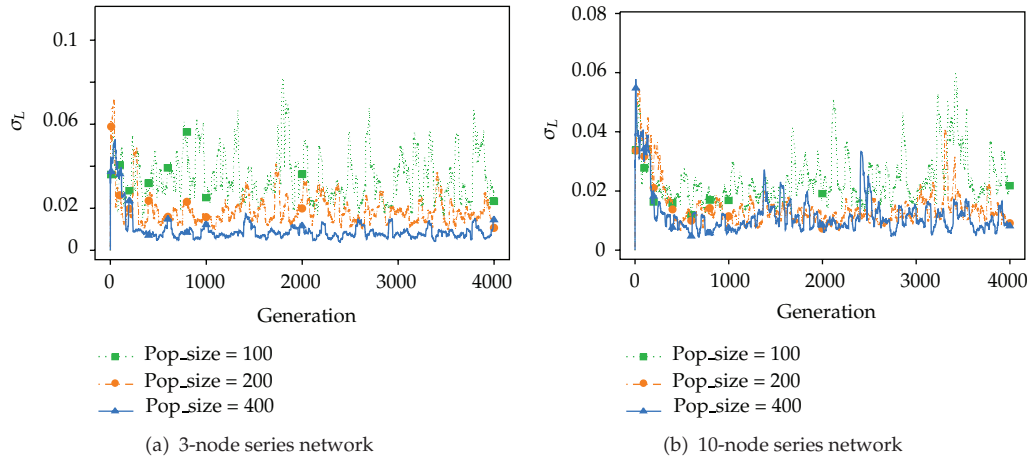 0.1
0.06
0.02
0
σL
0
1000
2000
3000
4000
Generation
Pop_size = 100
Pop_size = 200
Pop_size = 400
(a) 3-node series network
0.08
0.06
0.04
0.02
0
σL
0
1000
2000
3000
4000
Generation
Pop_size = 100
Pop_size = 200
Pop_size = 400
(b) 10-node series network